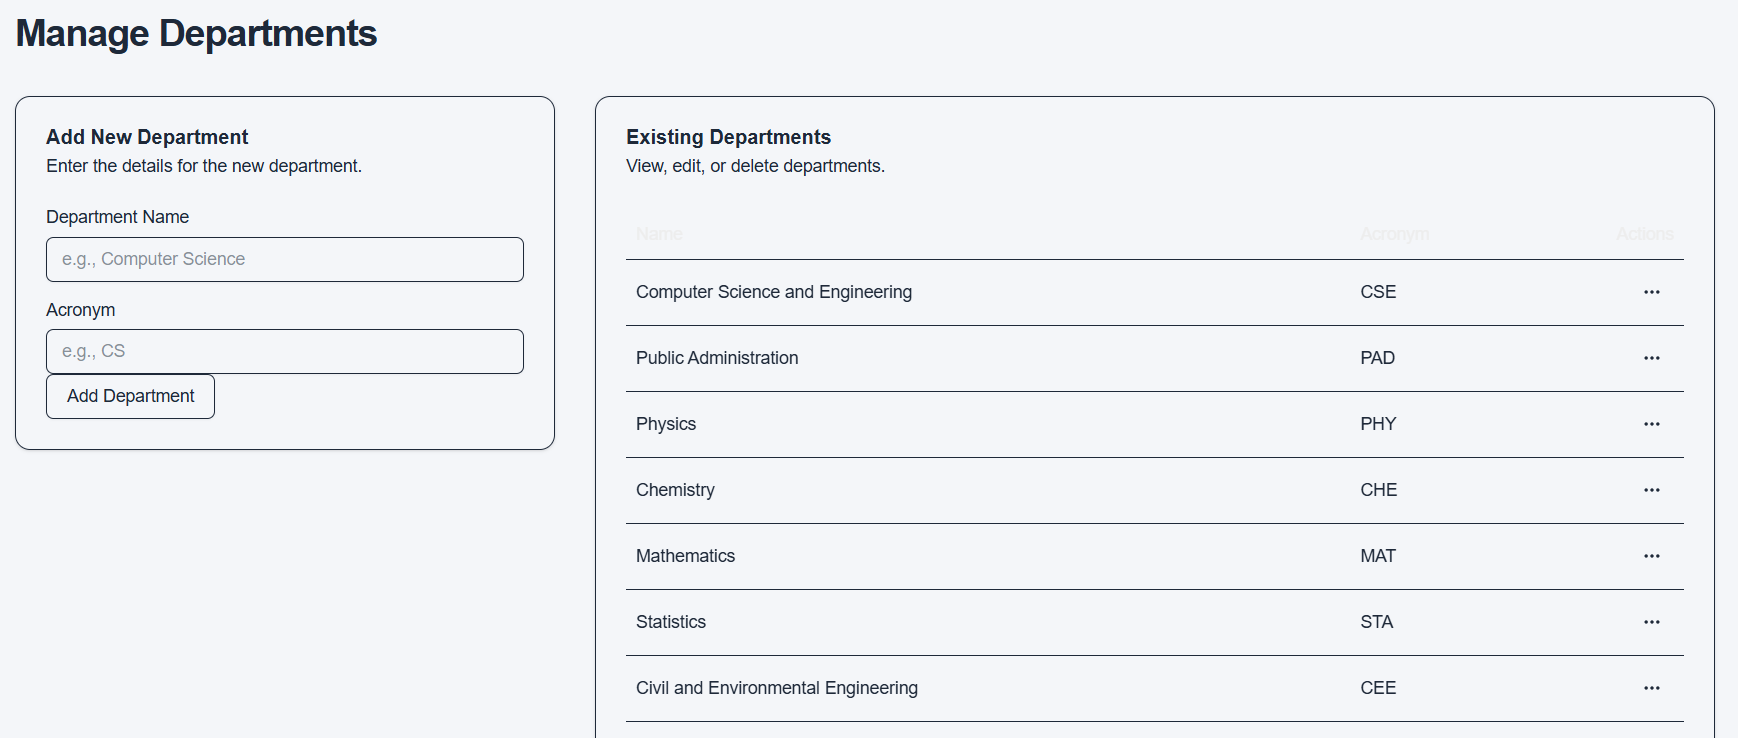 Manage Departments
Add New Department
Enter the details for the new department.
Department Name
e.g., Computer Science
Acronym
e.g., CS
Add Department
Existing Departments
View, edit, or delete departments.
Name Acronym Actions
Computer Science and Engineering CSE
Public Administration PAD
Physics PHY
Chemistry CHE
Mathematics MAT
Statistics STA
Civil and Environmental Engineering CEE